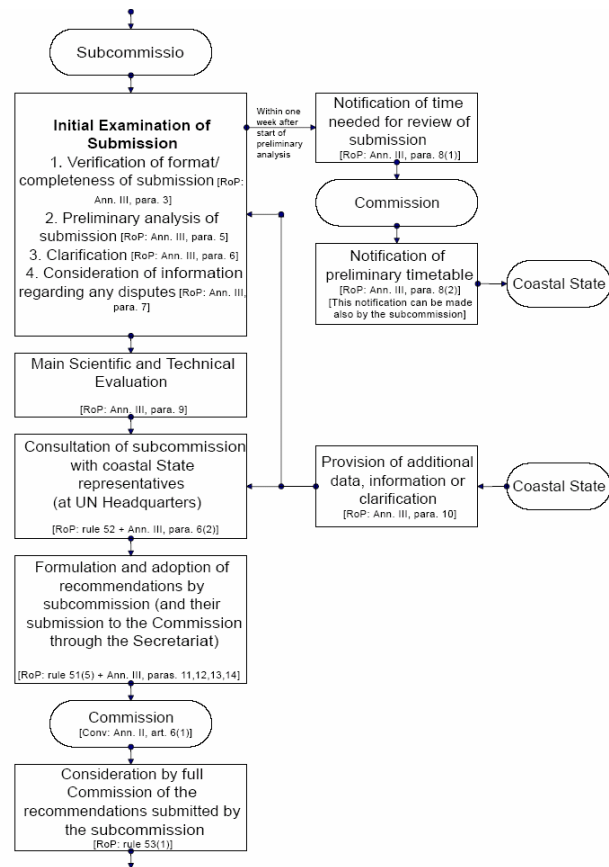 Subcommissio
Initial Examination of
Submission
1. Verification of format/
completeness of submission [RoP:
Ann. III, para. 3]
2. Preliminary analysis of
submission [RoP: Ann. III, para. 5]
3. Clarification [RoP: Ann. III, para. 6]
4. Consideration of information
regarding any disputes [RoP: Ann. III,
para. 7]
Within one
week after
start of
preliminary
analysis
Notification of time
needed for review of
submission
[RoP: Ann. III, para. 8(1)]
Commission
Notification of
preliminary timetable
[RoP: Ann. III, para. 8(2)]
[This notification can be made
also by the subcommission]
Coastal State
Main Scientific and Technical
Evaluation
[RoP: Ann. III, para. 9]
Consultation of subcommission
with coastal State
representatives
(at UN Headquarters)
[RoP: rule 52 + Ann. III, para. 6(2)]
Provision of additional
data, information or
clarification
[RoP: Ann. III, para. 10]
Coastal State
Formulation and adoption of
recommendations by
subcommission (and their
submission to the Commission
through the Secretariat)
[RoP: rule 51(5) + Ann. III, paras. 11,12,13,14]
Commission
[Conv: Ann. II, art. 6(1)]
Consideration by full
Commission of the
recommendations submitted by
the subcommission
[RoP: rule 53(1)]